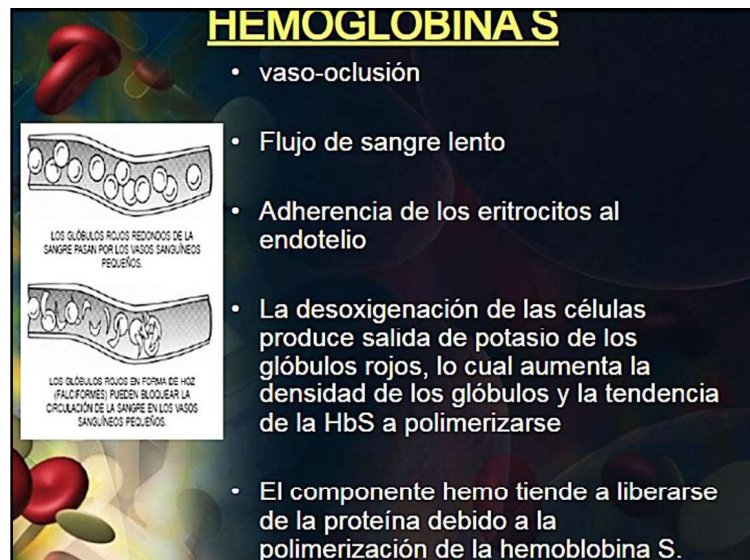 HEMOGLOBINA S
• vaso-oclusión
• Flujo de sangre lento
• Adherencia de los eritrocitos al
endotelio
• La desoxigenación de las células
produce salida de potasio de los
glóbulos rojos, lo cual aumenta la
densidad de los glóbulos y la tendencia
de la HbS a polimerizarse
• El componente hemo tiende a liberarse
de la proteína debido a la
polimerización de la hemoblobina S.
LOS GLÓBULOS ROJOS REDONDOS DE LA
SANGRE PASAN POR LOS VASOS SANGUÍNEOS
PEQUEÑOS.
LOS GLÓBULOS ROJOS EN FORMA DE HOZ
(FALCIFORMES) PUEDEN BLOQUEAR LA
CIRCULACIÓN DE LA SANGRE EN LOS VASOS
SANGUÍNEOS PEQUEÑOS.